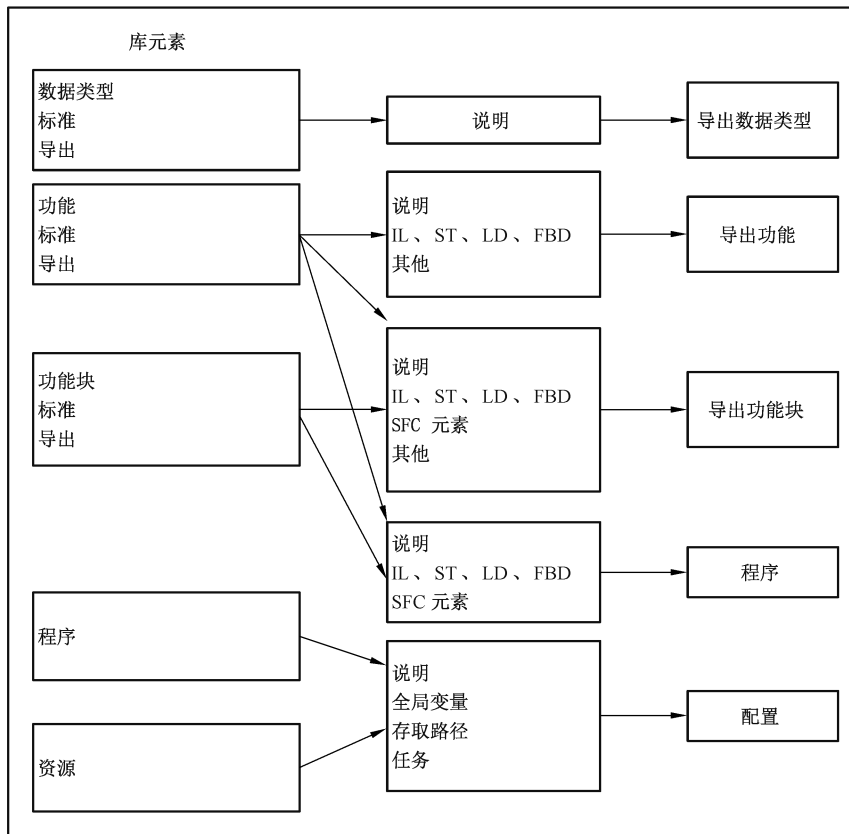 库元素
数据类型
标准
导出
说明
导出数据类型
功能
标准
导出
说明
IL、ST、LD、FBD
其他
导出功能
功能块
标准
导出
说明
IL、ST、LD、FBD
SFC 元素
其他
导出功能块
说明
IL、ST、LD、FBD
SFC 元素
程序
程序
说明
全局变量
存取路径
任务
配置
资源